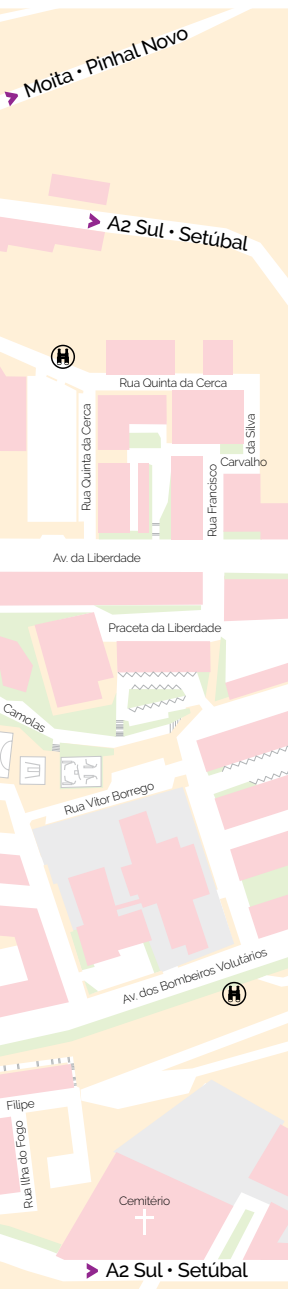 Moita • Pinhal Novo
A2 Sul • Setúbal
Rua Quinta da Cerca
Rua Quinta da Cerca
da Silva
Carvalho
Rua Francisco
Av. da Liberdade
Praceta da Liberdade
Camolas
Rua Vitor Borrego
Av. dos Bombeiros Volutários
Filipe
Rua Ilha do Fogo
Cemitério
A2 Sul • Setúbal